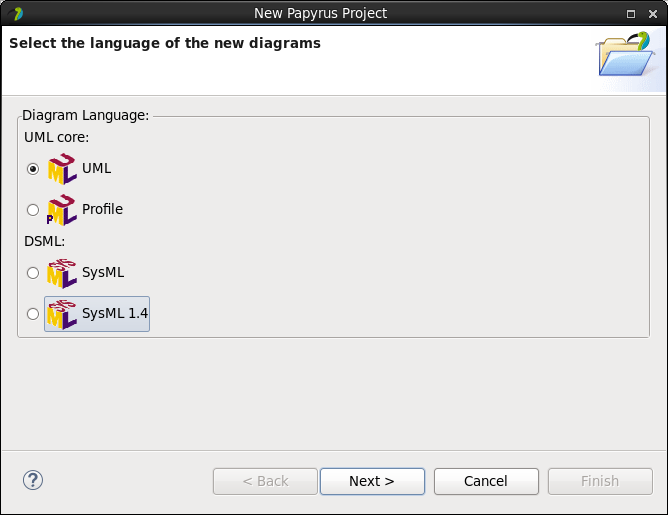 New Papyrus Project
Select the language of the new diagrams
Diagram Language:
UML core:
UML
Profile
DSML:
SysML
SysML 1.4
? < Back Next > Cancel Finish